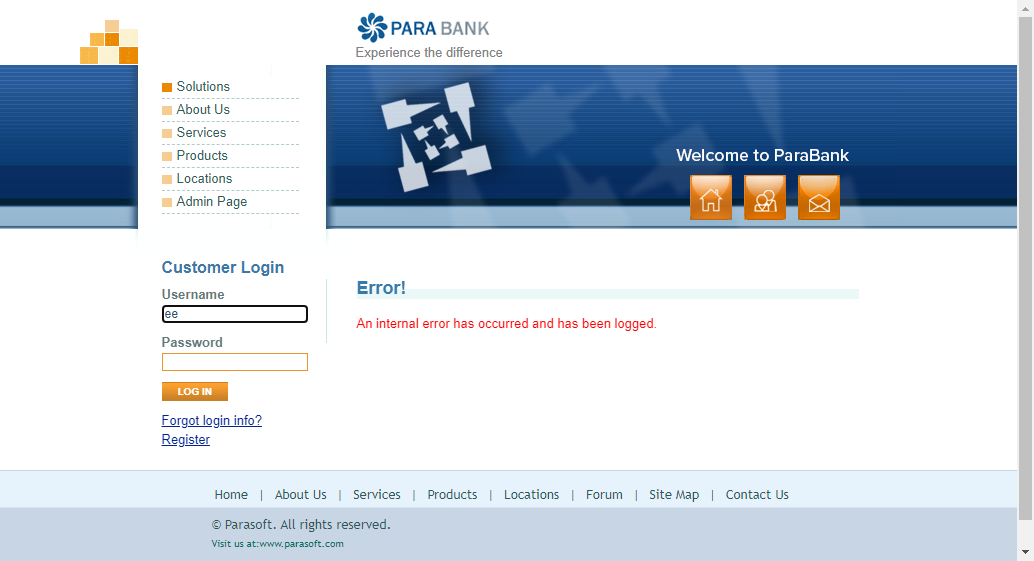 PARA BANK
Experience the difference
Solutions
About Us
Services
Products
Locations
Admin Page
Welcome to ParaBank
Customer Login
Username
ee
Password
LOG IN
Forgot login info?
Register
Error!
An internal error has occurred and has been logged.
Home | About Us | Services | Products | Locations | Forum | Site Map | Contact Us
© Parasoft. All rights reserved.
Visit us at:www.parasoft.com